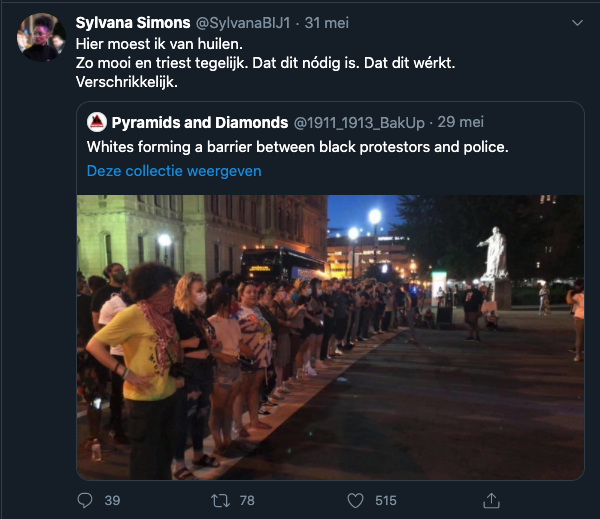 Sylvana Simons @SylvanaBIJ1 · 31 mei
Hier moest ik van huilen.
Zo mooi en triest tegelijk. Dat dit nódig is. Dat dit wérkt.
Verschrikkelijk.
Pyramids and Diamonds @1911_1913_BakUp · 29 mei
Whites forming a barrier between black protestors and police.
Deze collectie weergeven
39 78 515